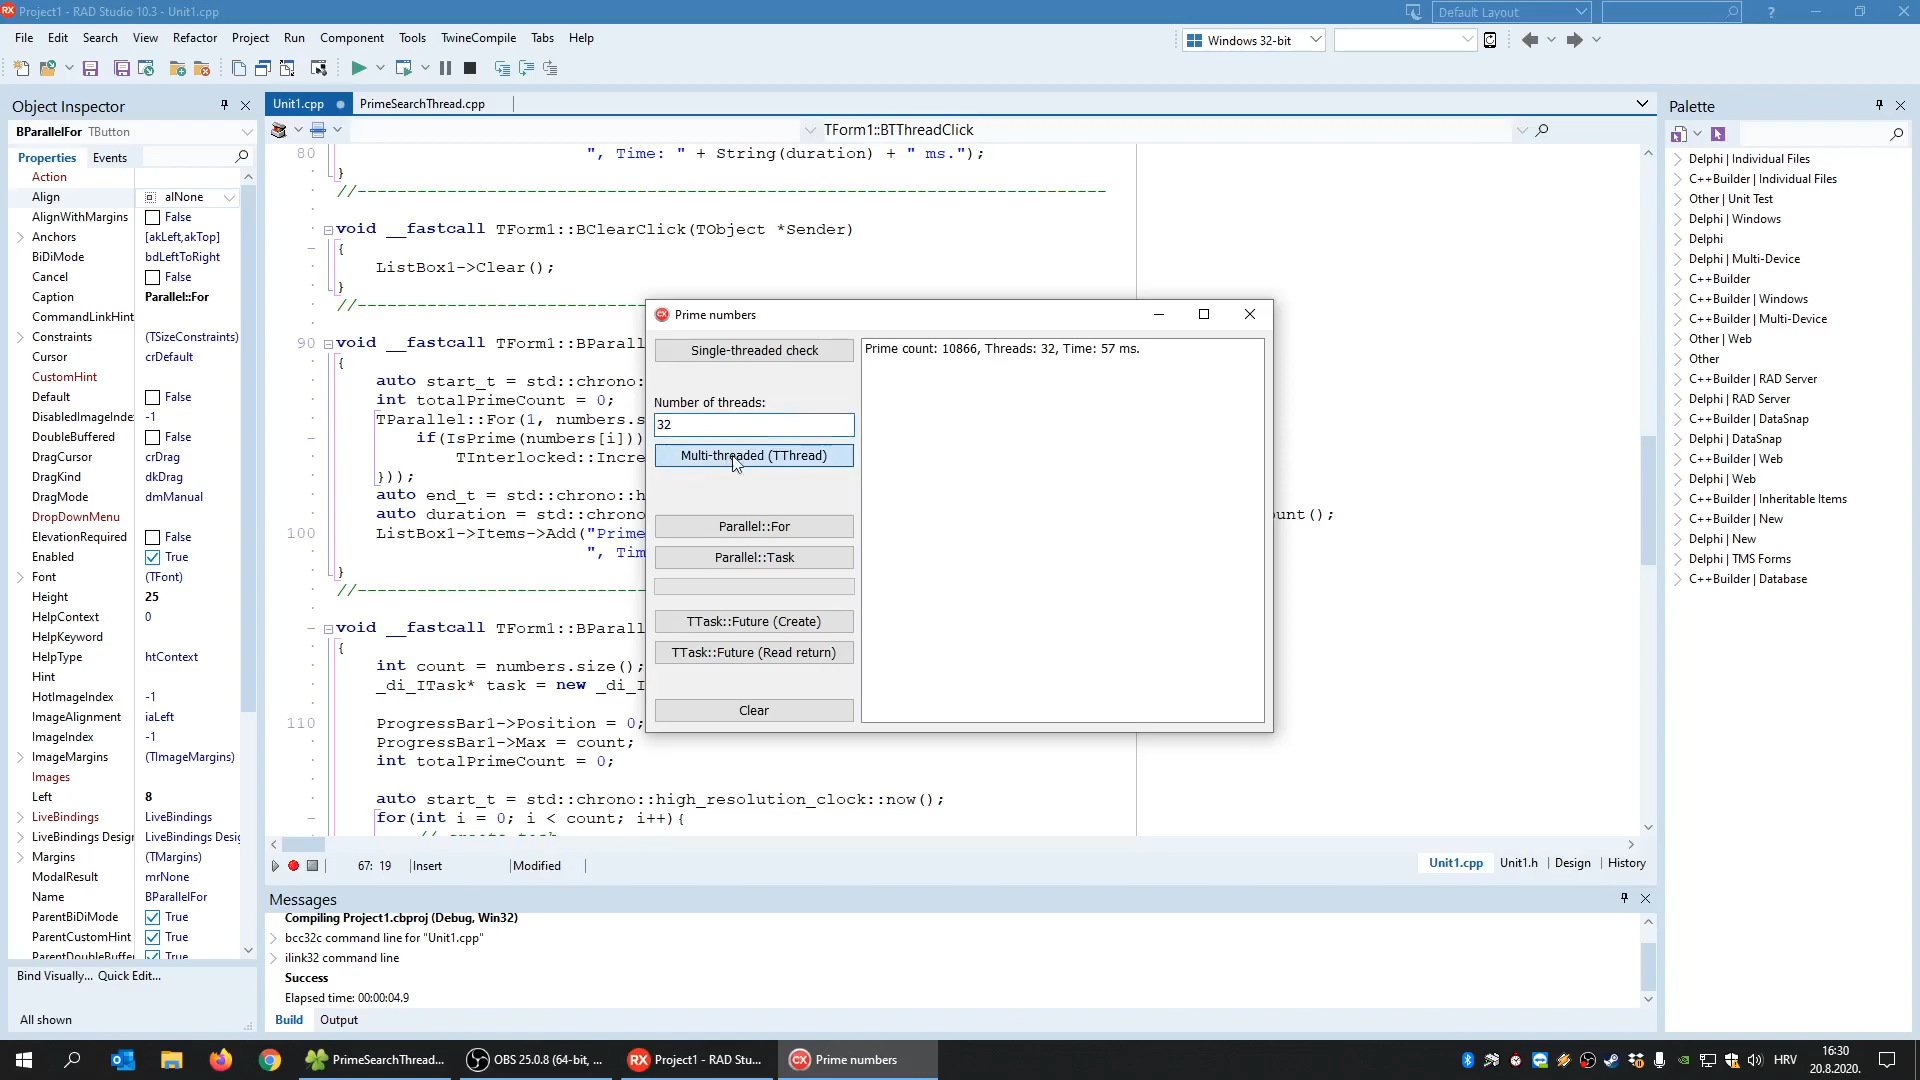 Project1 - RAD Studio 10.3 - Unit1.cpp
Default Layout
?
File Edit Search View Refactor Project Run Component Tools TwineCompile Tabs Help
Windows 32-bit
Object Inspector
BParallelFor TButton
Properties Events
Action
Align alNone
AlignWithMargins False
Anchors [akLeft,akTop]
BiDiMode bdLeftToRight
Cancel False
Caption Parallel::For
CommandLinkHint
Constraints (TSizeConstraints)
Cursor crDefault
CustomHint
Default False
DisabledImageInde -1
DoubleBuffered False
DragCursor crDrag
DragKind dkDrag
DragMode dmManual
DropDownMenu
ElevationRequired False
Enabled True
Font (TFont)
Height 25
HelpContext 0
HelpKeyword
HelpType htContext
Hint
HotImageIndex -1
ImageAlignment iaLeft
ImageIndex -1
ImageMargins (TImageMargins)
Images
Left 8
LiveBindings LiveBindings
LiveBindings Design LiveBindings Desig
Margins (TMargins)
ModalResult mrNone
Name BParallelFor
ParentBiDiMode True
ParentCustomHint True
ParentDoubleBuffe True
Bind Visually... Quick Edit...
All shown
Unit1.cpp PrimeSearchThread.cpp
TForm1::BTThreadClick
80 ", Time: " + String(duration) + " ms.");
}
//---------------------------------------------------------------------------
void __fastcall TForm1::BClearClick(TObject *Sender)
{
ListBox1->Clear();
}
//------------------------------
90 void __fastcall TForm1::BParall
{
auto start_t = std::chrono:
int totalPrimeCount = 0;
TParallel::For(1, numbers.s
if(IsPrime(numbers[i]))
TInterlocked::Incre
}));
auto end_t = std::chrono::h
auto duration = std::chrono ount();
100 ListBox1->Items->Add("Prime
", Tim
}
//------------------------------
void __fastcall TForm1::BParall
{
int count = numbers.size();
_di_ITask* task = new _di_I
110 ProgressBar1->Position = 0;
ProgressBar1->Max = count;
int totalPrimeCount = 0;
auto start_t = std::chrono::high_resolution_clock::now();
for(int i = 0; i < count; i++){
Prime numbers
Single-threaded check
Number of threads:
32
Multi-threaded (TThread)
Parallel::For
Parallel::Task
TTask::Future (Create)
TTask::Future (Read return)
Clear
Prime count: 10866, Threads: 32, Time: 57 ms.
67: 19 Insert Modified
Unit1.cpp Unit1.h Design History
Messages
Compiling Project1.cbproj (Debug, Win32)
bcc32c command line for "Unit1.cpp"
ilink32 command line
Success
Elapsed time: 00:00:04.9
Build Output
Palette
Delphi | Individual Files
C++Builder | Individual Files
Other | Unit Test
Delphi | Windows
Delphi
Delphi | Multi-Device
C++Builder
C++Builder | Windows
C++Builder | Multi-Device
Other | Web
Other
C++Builder | RAD Server
Delphi | RAD Server
C++Builder | DataSnap
Delphi | DataSnap
C++Builder | Web
Delphi | Web
C++Builder | Inheritable Items
C++Builder | New
Delphi | New
Delphi | TMS Forms
C++Builder | Database
PrimeSearchThread...
OBS 25.0.8 (64-bit, ...
RX Project1 - RAD Stu...
CX Prime numbers
HRV
16:30
20.8.2020.